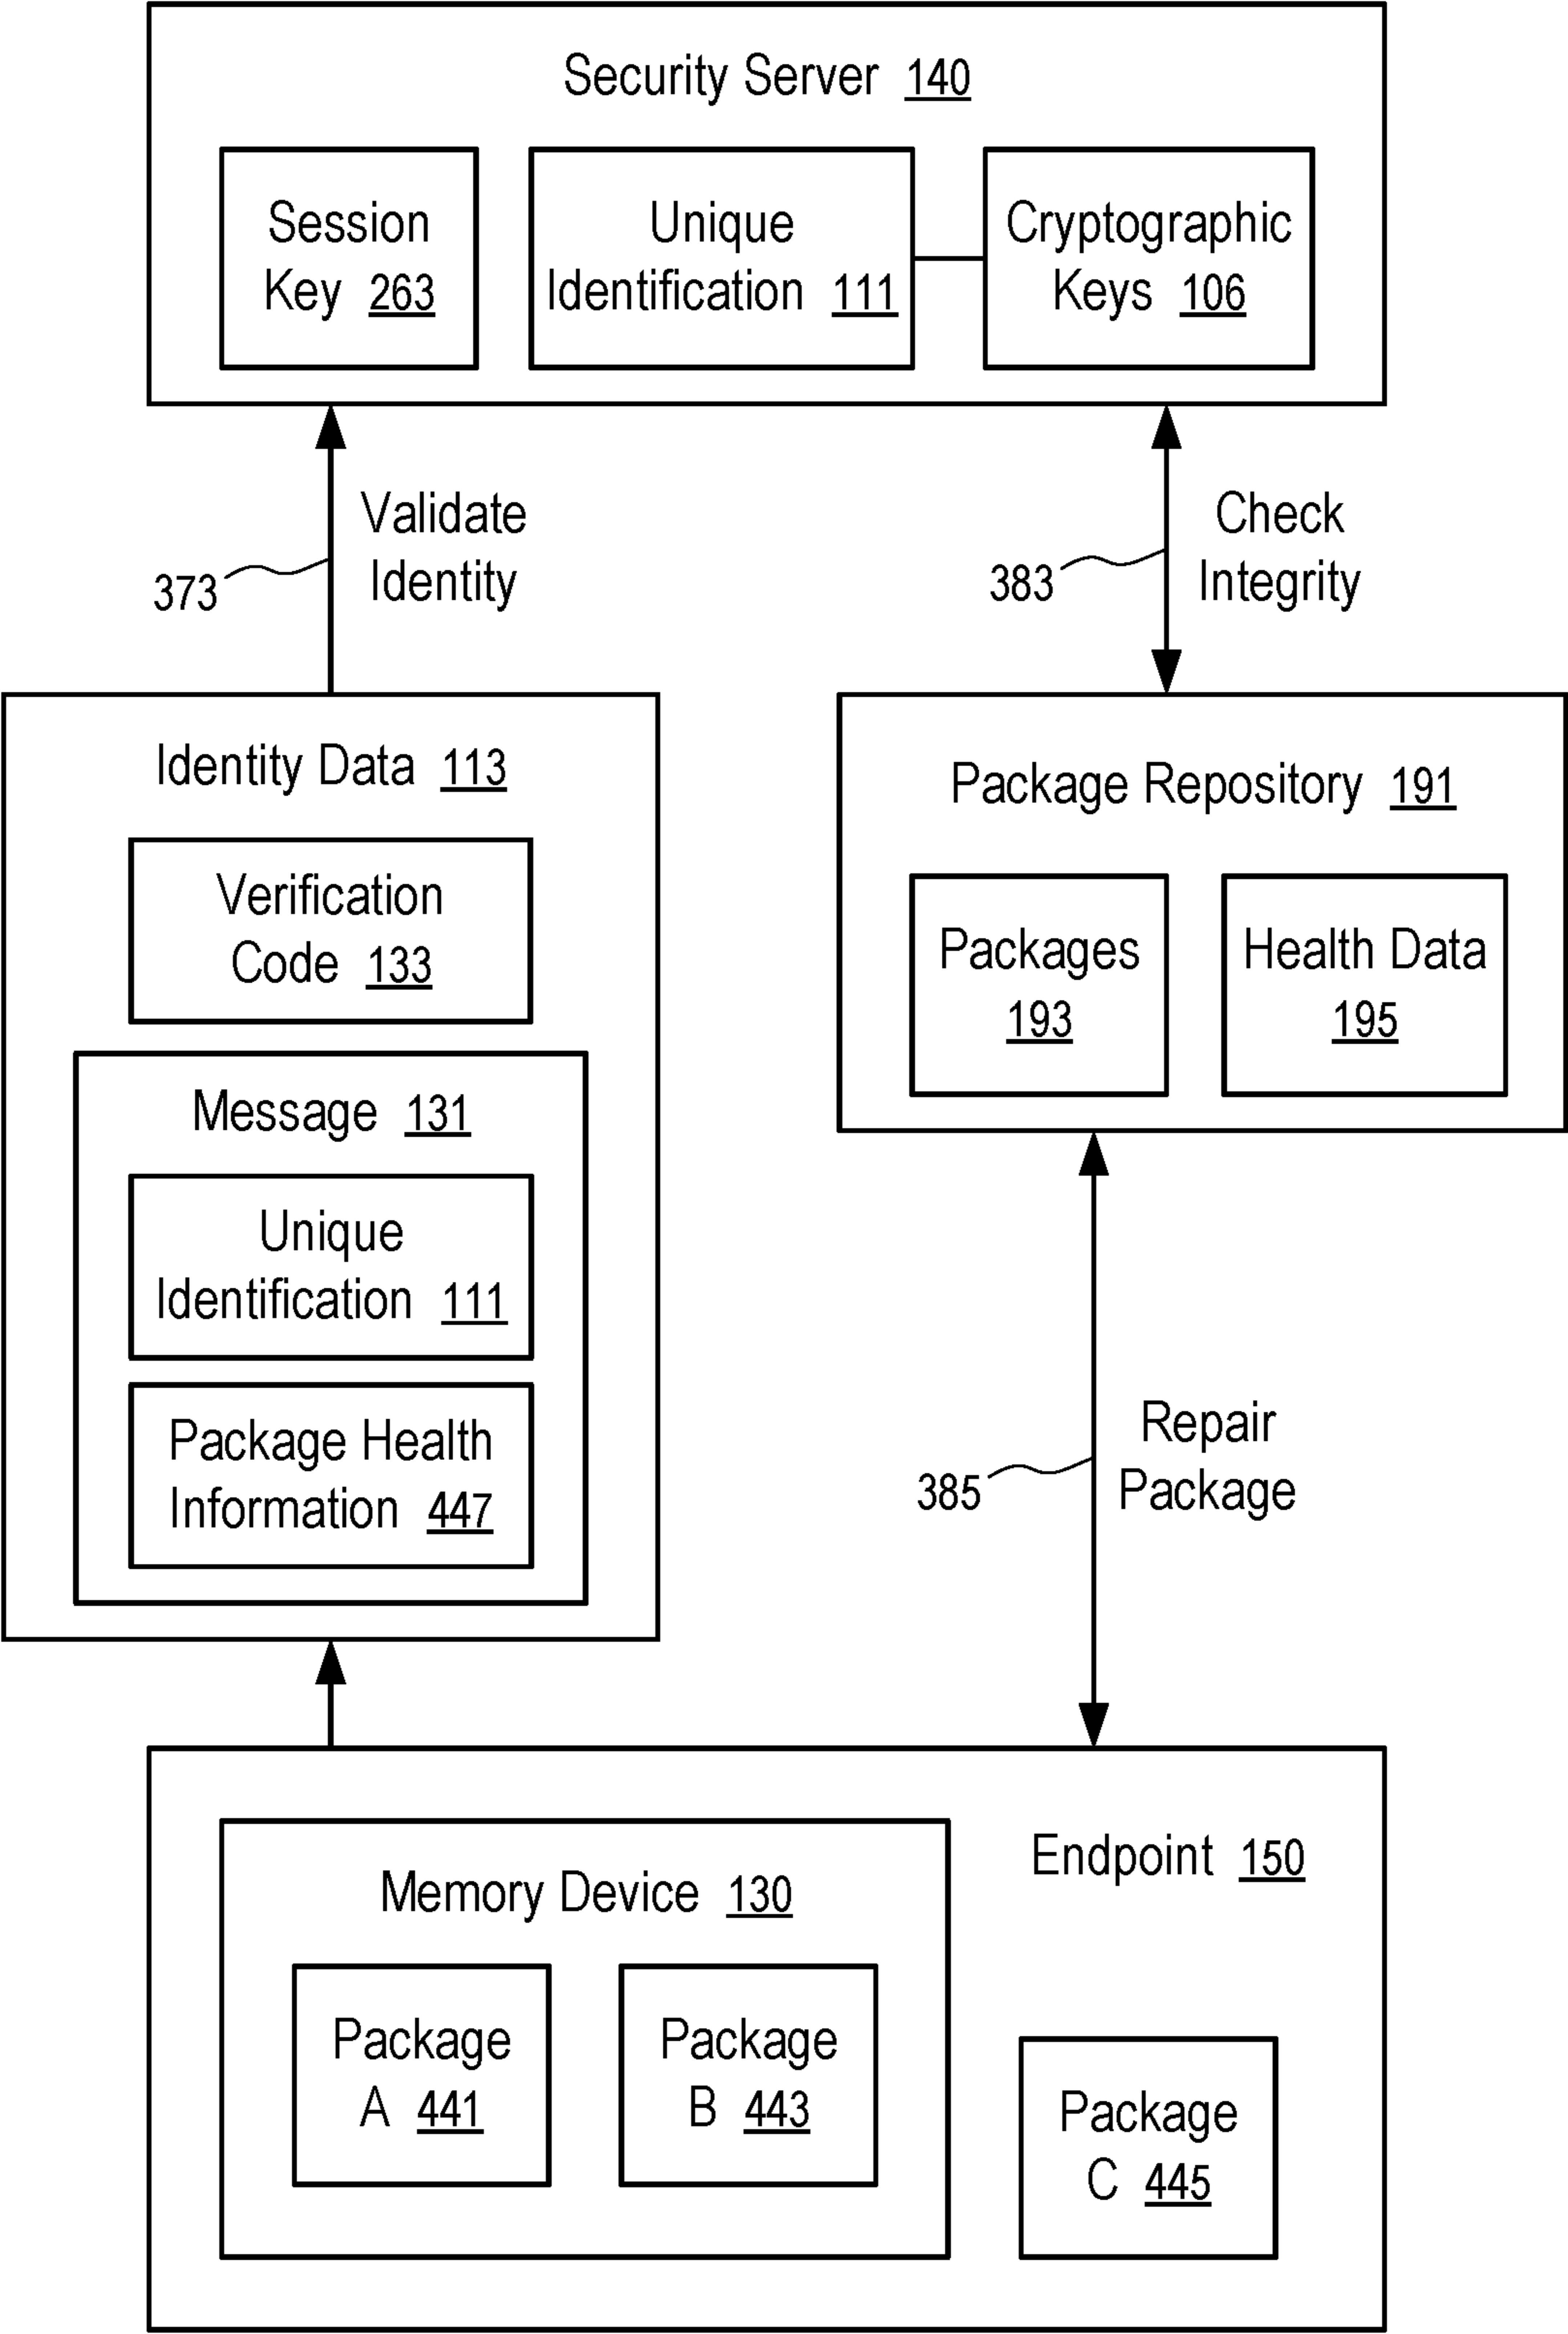 Security Server 140
Session
Key 263
Unique
Identification 111
Cryptographic
Keys 106
Validate
Identity
373
Check
Integrity
383
Identity Data 113
Verification
Code 133
Message 131
Unique
Identification 111
Package Health
Information 447
Package Repository 191
Packages
193
Health Data
195
Repair
Package
385
Endpoint 150
Memory Device 130
Package
A 441
Package
B 443
Package
C 445